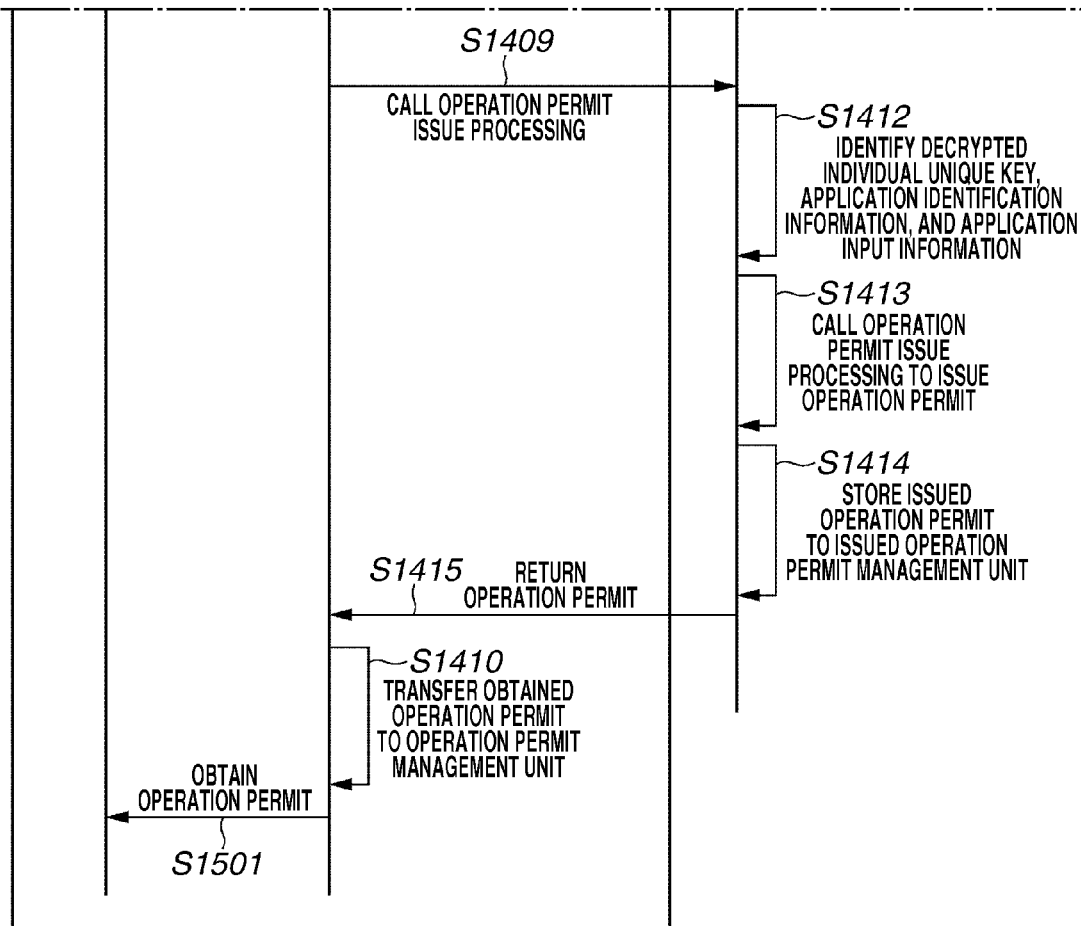 S1409
CALL OPERATION PERMIT
ISSUE PROCESSING
S1412
IDENTIFY DECRYPTED
INDIVIDUAL UNIQUE KEY,
APPLICATION IDENTIFICATION
INFORMATION, AND APPLICATION
INPUT INFORMATION
S1413
CALL OPERATION
PERMIT ISSUE
PROCESSING TO ISSUE
OPERATION PERMIT
S1414
STORE ISSUED
OPERATION PERMIT
TO ISSUED OPERATION
PERMIT MANAGEMENT UNIT
S1415
RETURN
OPERATION PERMIT
S1410
TRANSFER OBTAINED
OPERATION PERMIT
TO OPERATION PERMIT
MANAGEMENT UNIT
OBTAIN
OPERATION PERMIT
S1501